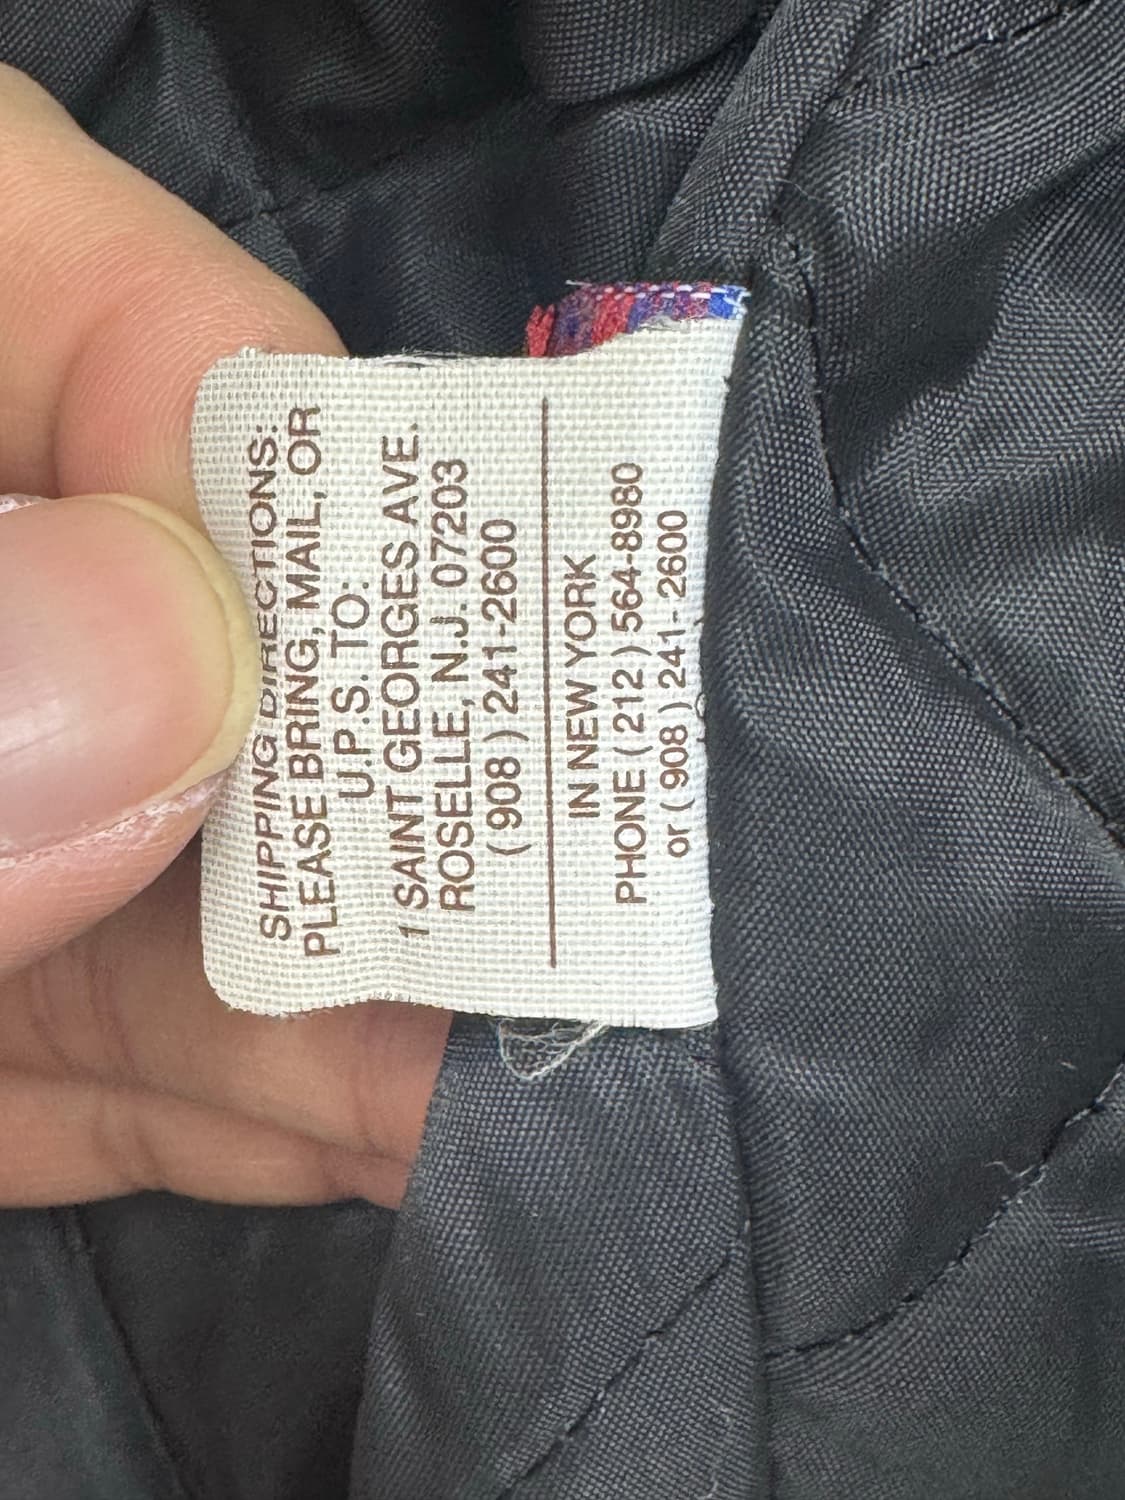 SHIPPING DIRECTIONS:
PLEASE BRING, MAIL, OR
U.P.S. TO:
1 SAINT GEORGES AVE.
ROSELLE, N.J. 07203
( 908 ) 241-2600
IN NEW YORK
PHONE ( 212 ) 564-8980
or ( 908 ) 241-2600